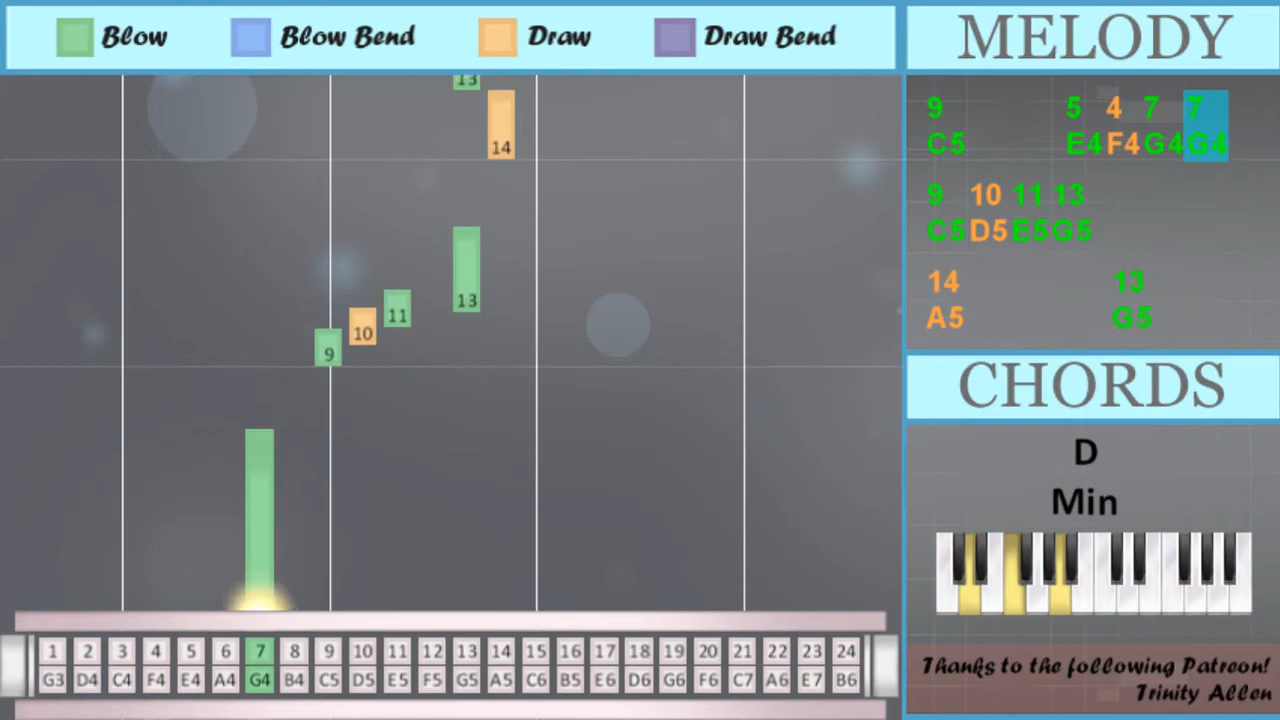 Blow Blow Bend Draw Draw Bend
MELODY
9 5 4 7 7
C5 E4 F4 G4 G4
9 10 11 13
C5 D5 E5 G5
14 13
A5 G5
13
14
13
11
10
9
CHORDS
D
Min
1 2 3 4 5 6 7 8 9 10 11 12 13 14 15 16 17 18 19 20 21 22 23 24
G3 D4 C4 F4 E4 A4 G4 B4 C5 D5 E5 F5 G5 A5 C6 B5 E6 D6 G6 F6 C7 A6 E7 B6
Thanks to the following Patreon!
Trinity Allen